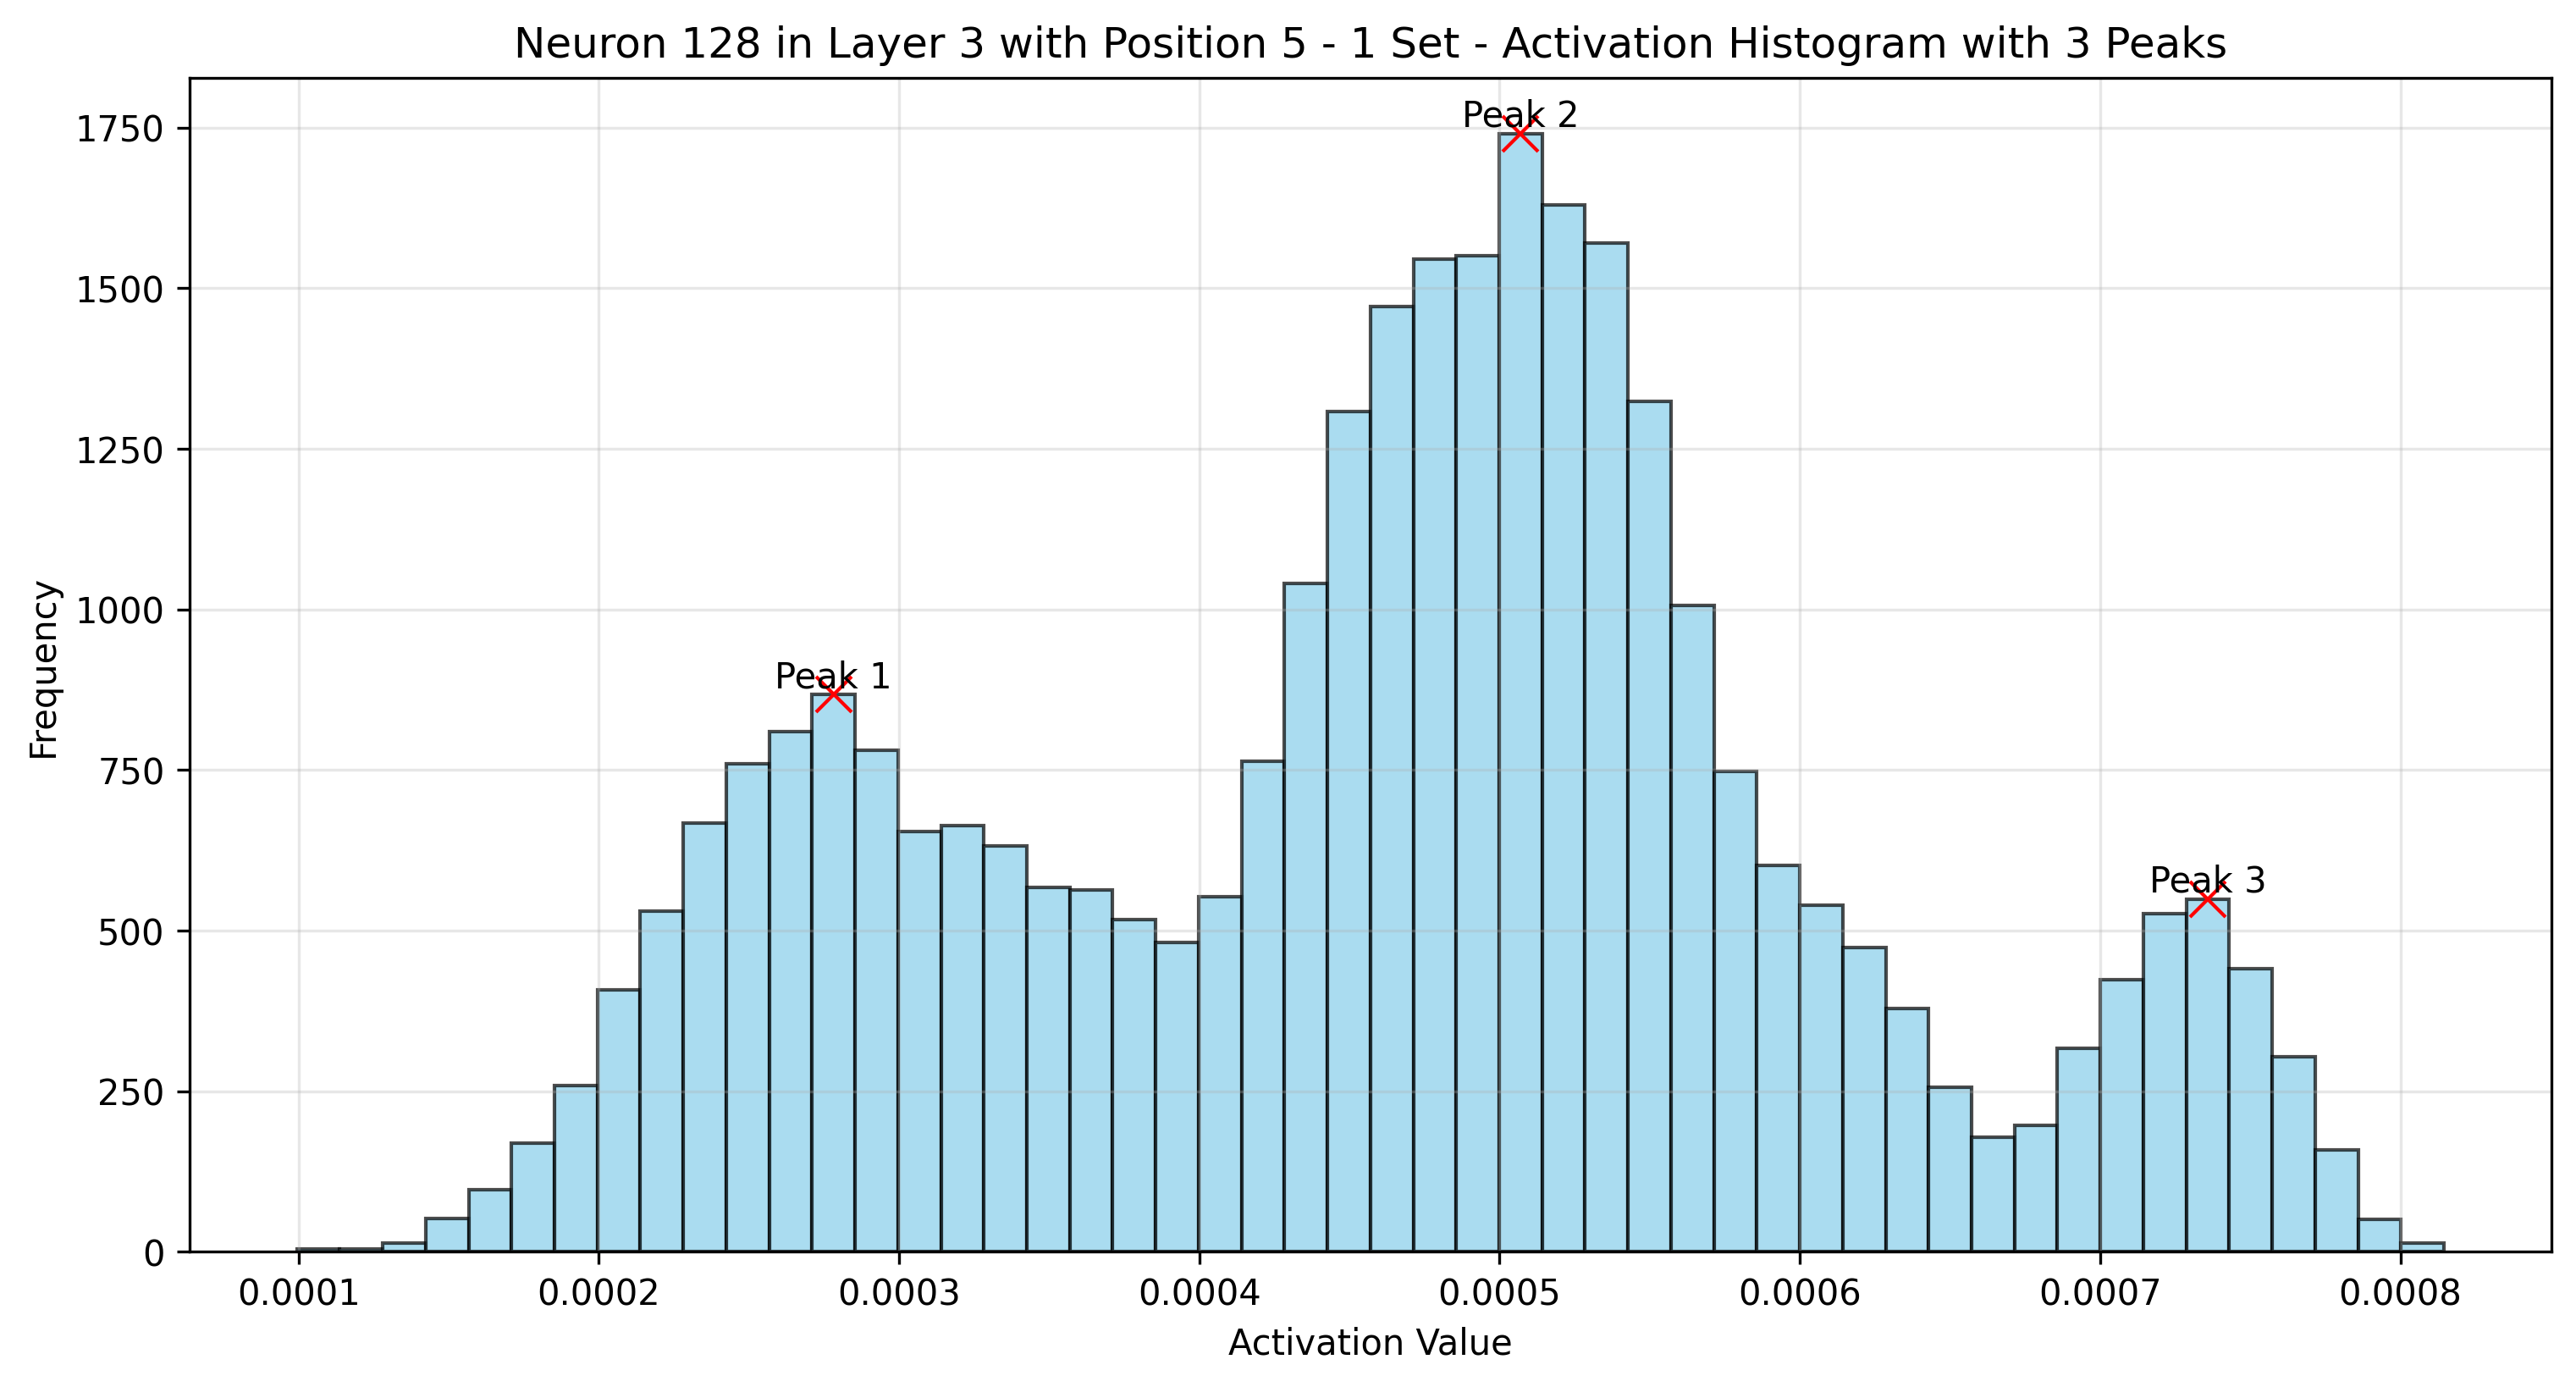 Neuron 128 in Layer 3 with Position 5 - 1 Set - Activation Histogram with 3 Peaks
Peak 2
Peak 1
Peak 3
1750
1500
1250
1000
750
500
250
0
Frequency
0.0001 0.0002 0.0003 0.0004 0.0005 0.0006 0.0007 0.0008
Activation Value